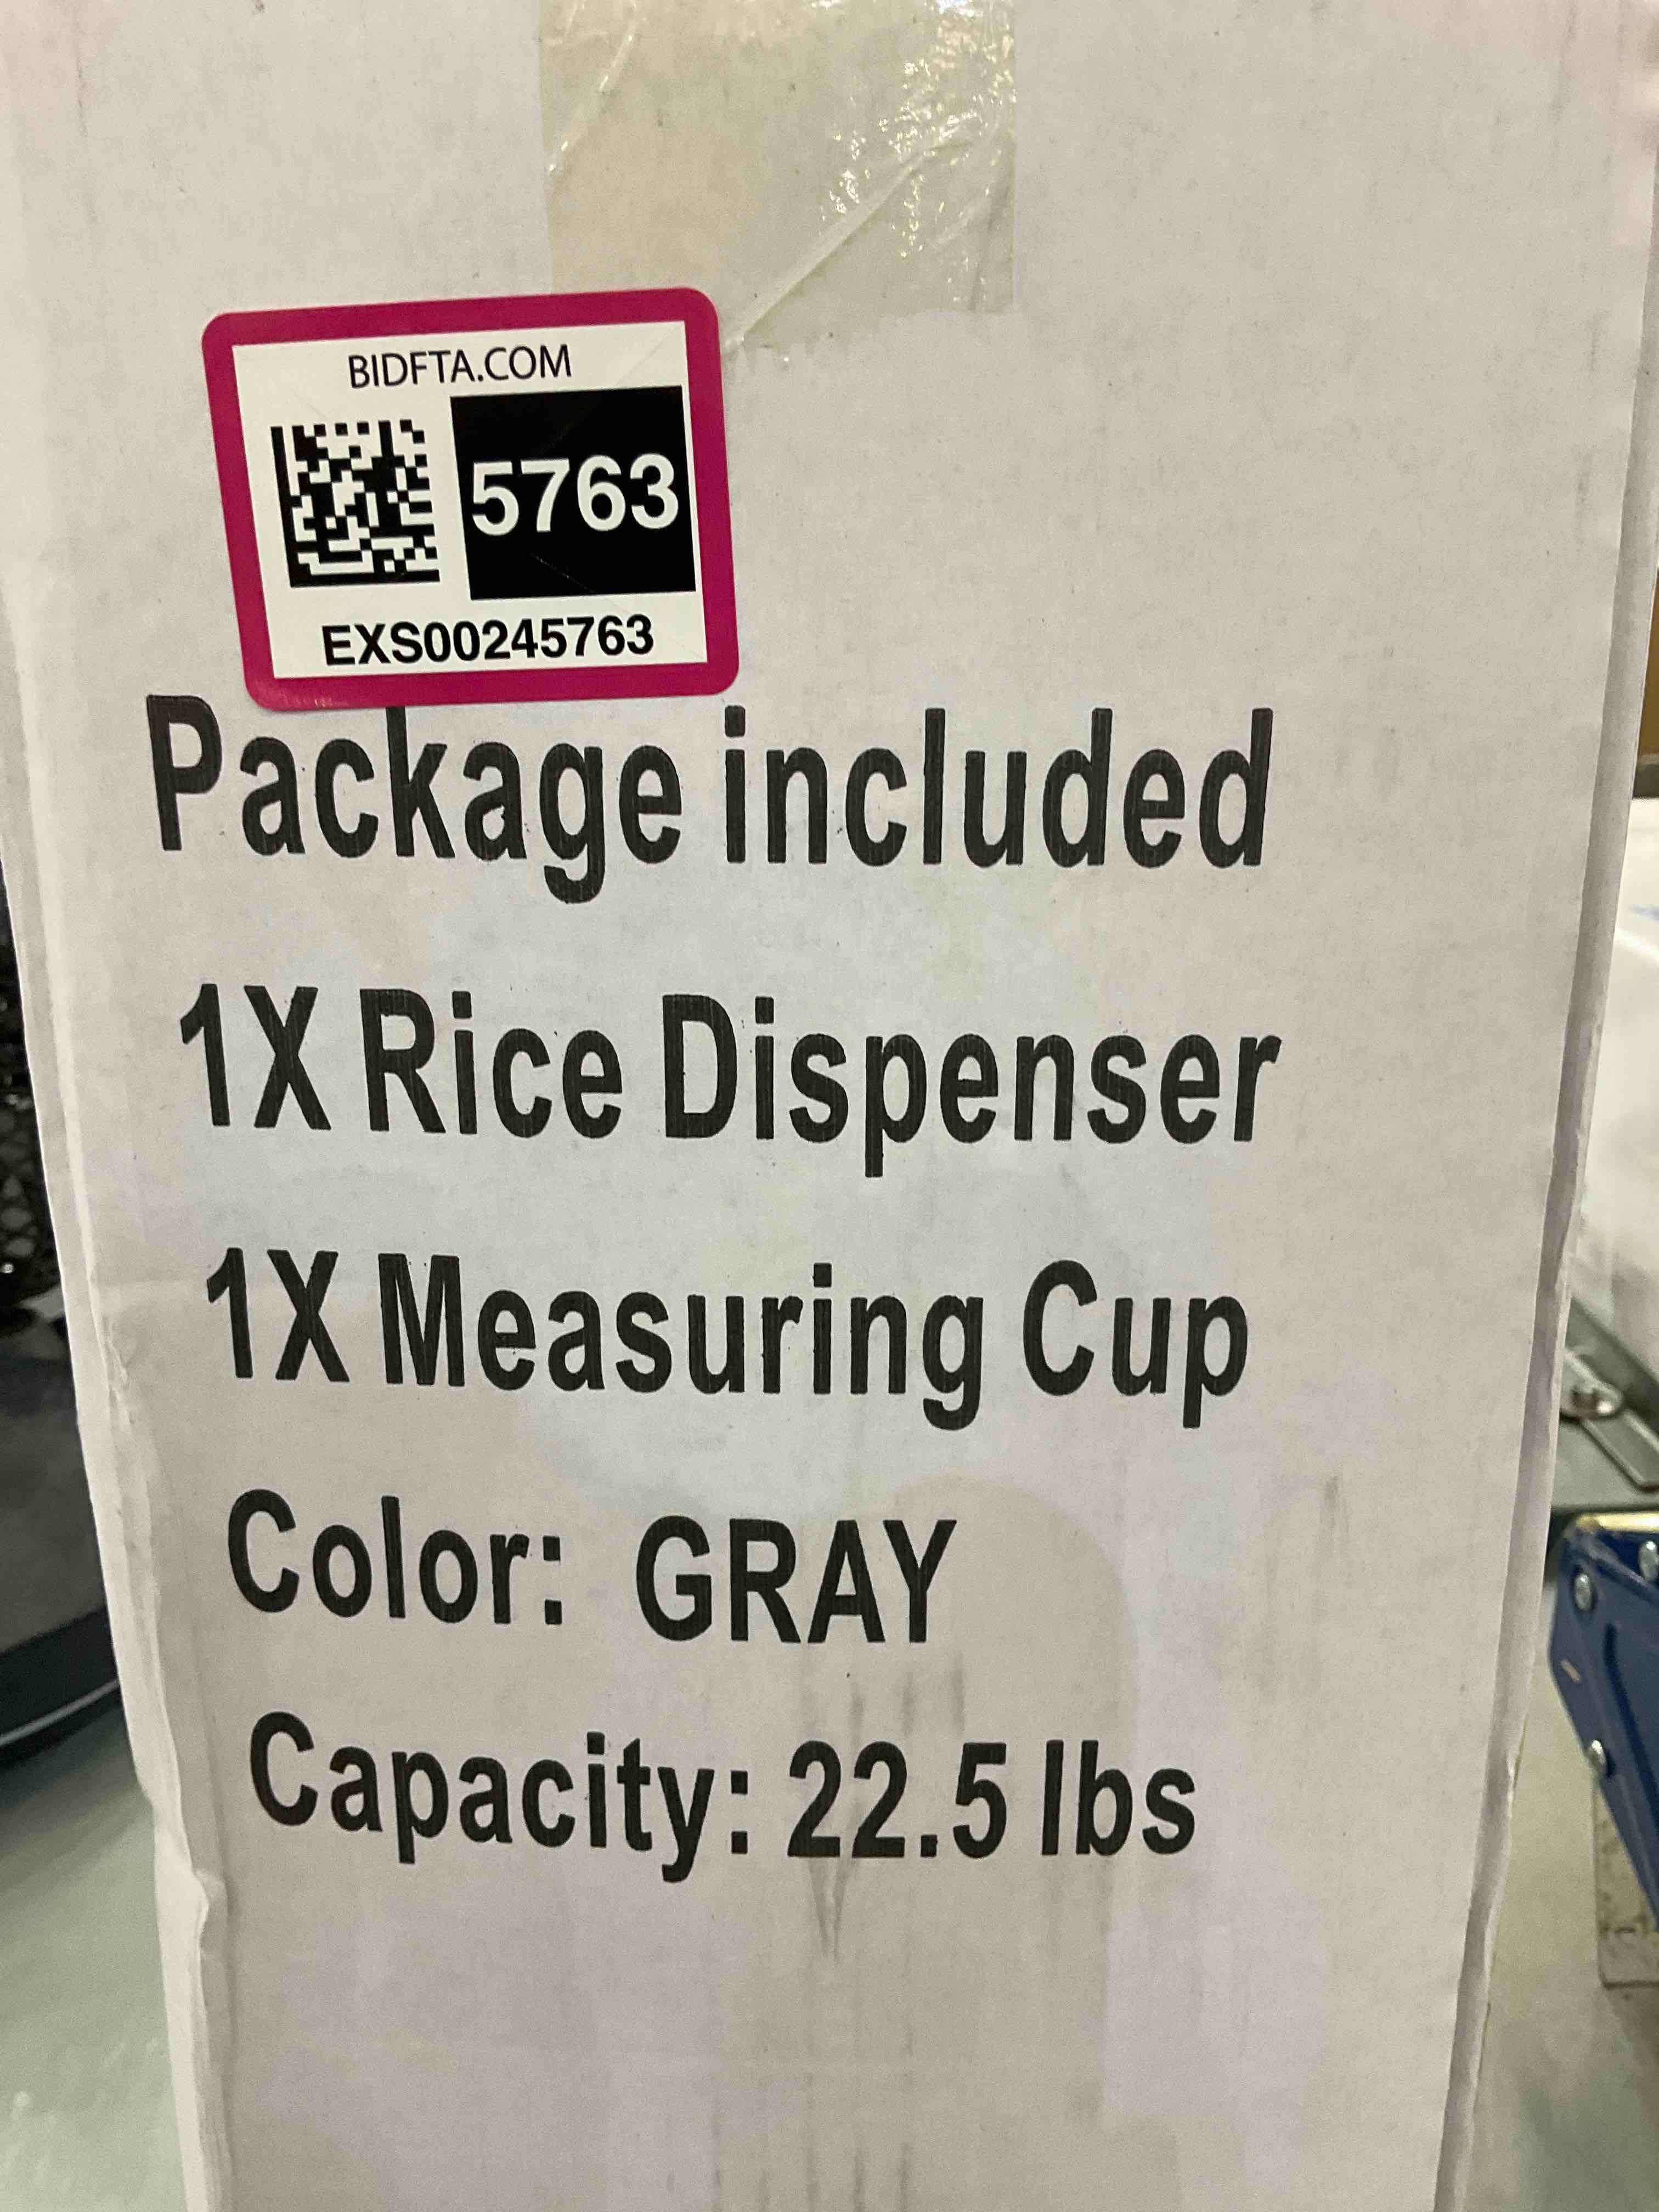 BIDFTA.COM
5763
EXS00245763
Package included
1X Rice Dispenser
1X Measuring Cup
Color: GRAY
Capacity: 22.5 lbs